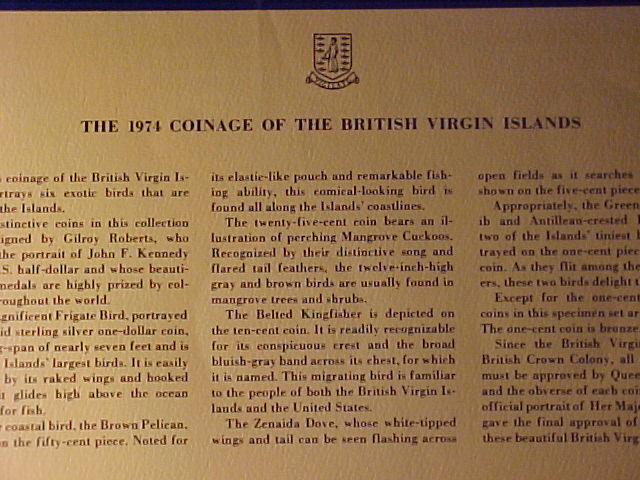 VIGILATE
THE 1974 COINAGE OF THE BRITISH VIRGIN ISLANDS
coinage of the British Virgin Is-
rtrays six exotic birds that are
the Islands.
stinctive coins in this collection
igned by Gilroy Roberts, who
the portrait of John F. Kennedy
.S. half-dollar and whose beauti-
medals are highly prized by col-
roughout the world.
agnificent Frigate Bird, portrayed
id sterling silver one-dollar coin,
g-span of nearly seven feet and is
Islands' largest birds. It is easily
by its raked wings and hooked
it glides high above the ocean
for fish.
coastal bird, the Brown Pelican,
n the fifty-cent piece. Noted for
its elastic-like pouch and remarkable fish-
ing ability, this comical-looking bird is
found all along the Islands' coastlines.
The twenty-five-cent coin bears an il-
lustration of perching Mangrove Cuckoos.
Recognized by their distinctive song and
flared tail feathers, the twelve-inch-high
gray and brown birds are usually found in
mangrove trees and shrubs.
The Belted Kingfisher is depicted on
the ten-cent coin. It is readily recognizable
for its conspicuous crest and the broad
bluish-gray band across its chest, for which
it is named. This migrating bird is familiar
to the people of both the British Virgin Is-
lands and the United States.
The Zenaida Dove, whose white-tipped
wings and tail can be seen flashing across
open fields as it searches
shown on the five-cent piece
Appropriately, the Green
ib and Antillean-crested
two of the Islands' tiniest b
trayed on the one-cent piec
coin. As they flit among the
ers, these two birds delight t
Except for the one-cent
coins in this specimen set ar
The one-cent coin is bronze
Since the British Virgi
British Crown Colony, all
must be approved by Quee
and the obverse of each coi
official portrait of Her Maj
gave the final approval of
these beautiful British Virg